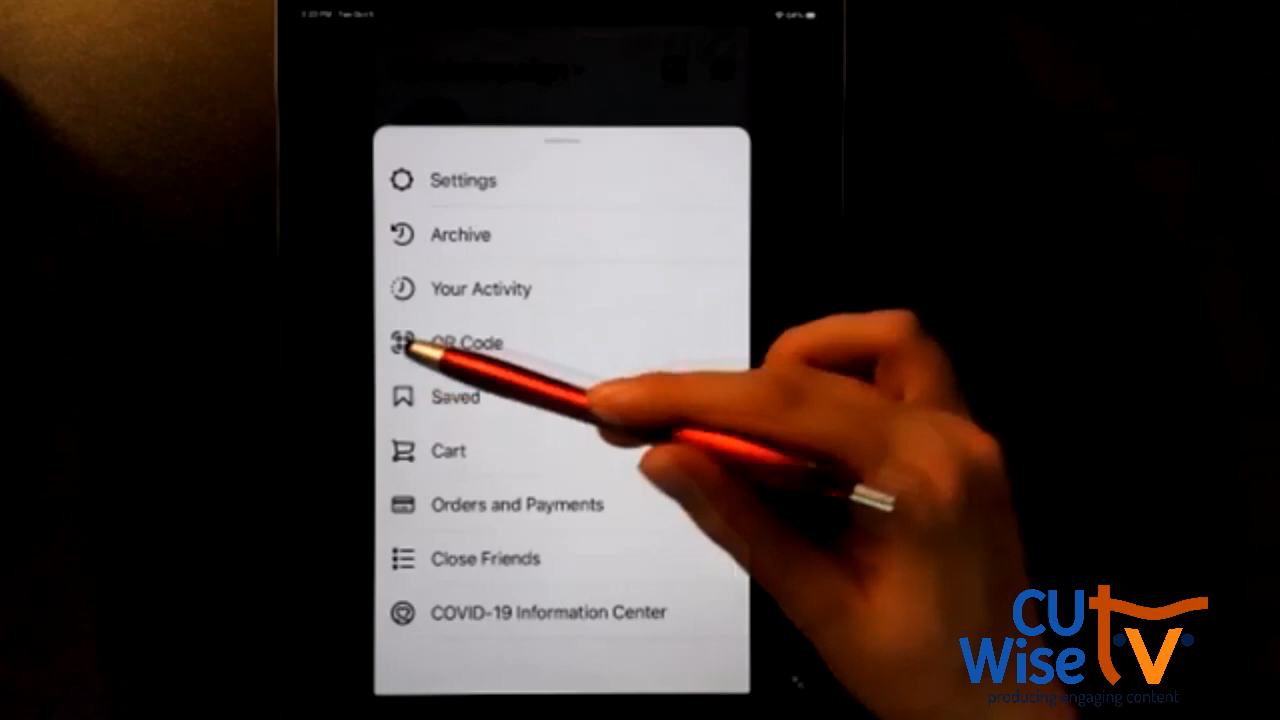 Settings
Archive
Your Activity
QR Code
Saved
Cart
Orders and Payments
Close Friends
COVID-19 Information Center
CU
Wise tv
producing engaging content